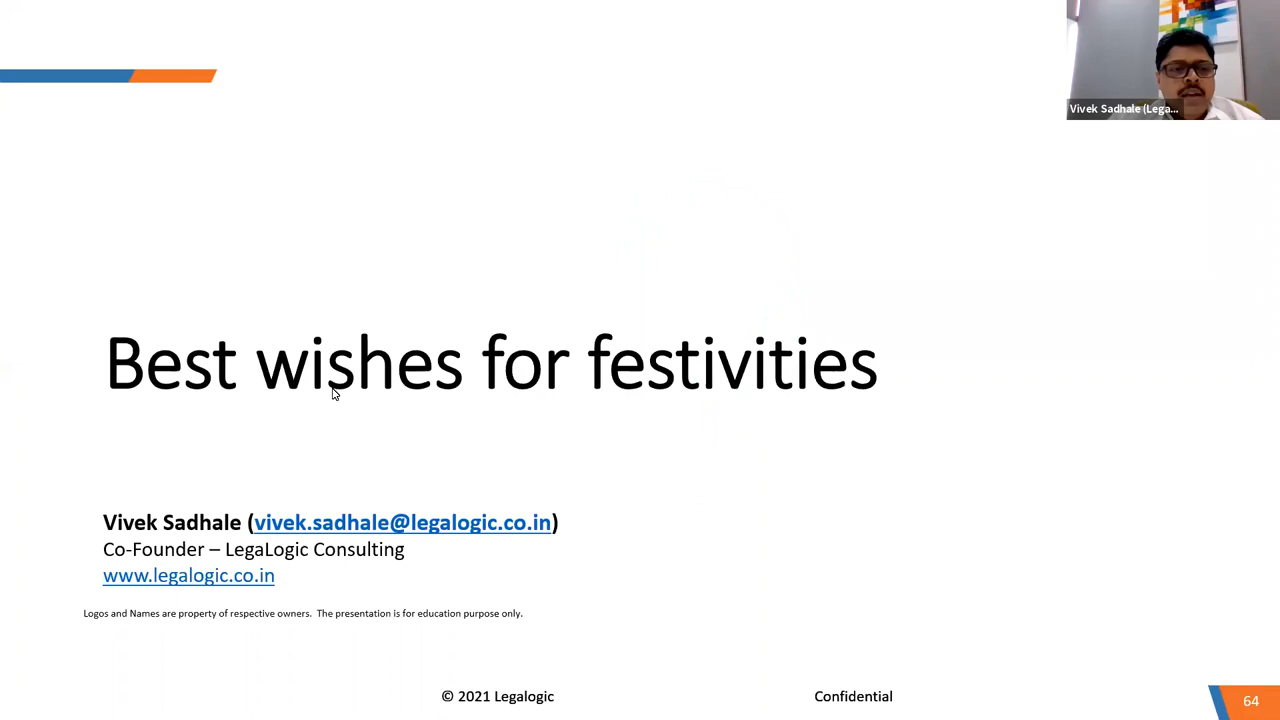 Vivek Sadhale (Lega...
Best wishes for festivities
Vivek Sadhale (vivek.sadhale@legalogic.co.in)
Co-Founder – LegaLogic Consulting
www.legalogic.co.in
Logos and Names are property of respective owners. The presentation is for education purpose only.
© 2021 Legalogic
Confidential
64